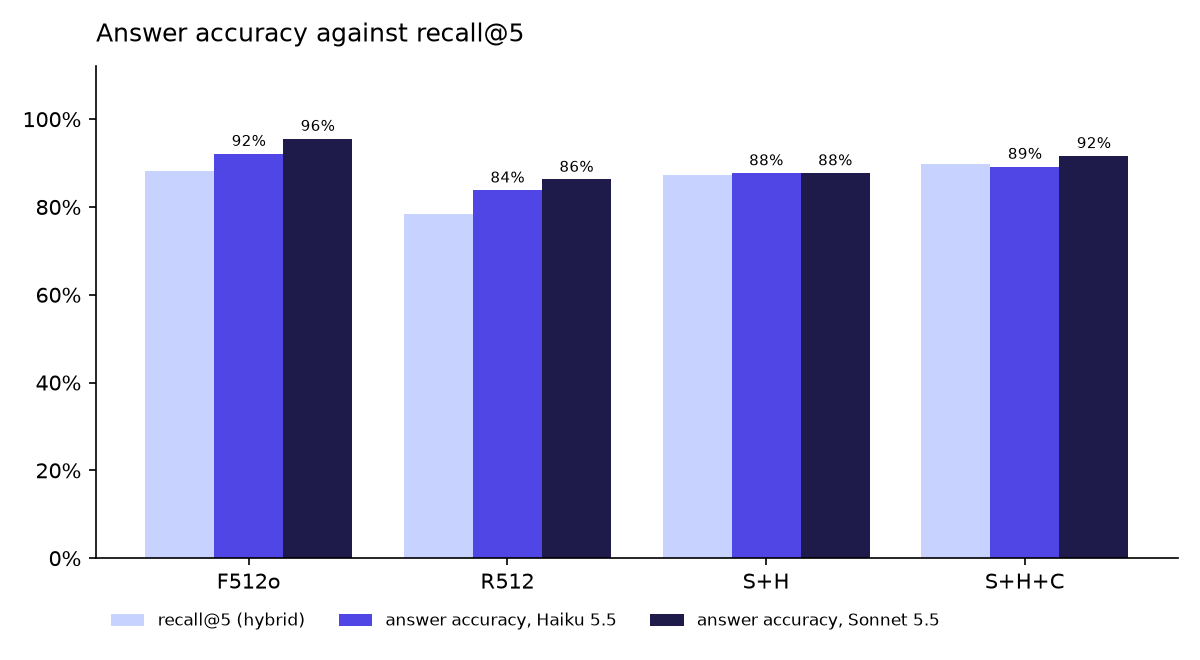 Answer accuracy against recall@5
100%
80%
60%
40%
20%
0%
92%
96%
84%
86%
88%
88%
89%
92%
F512o
R512
S+H
S+H+C
recall@5 (hybrid)
answer accuracy, Haiku 5.5
answer accuracy, Sonnet 5.5